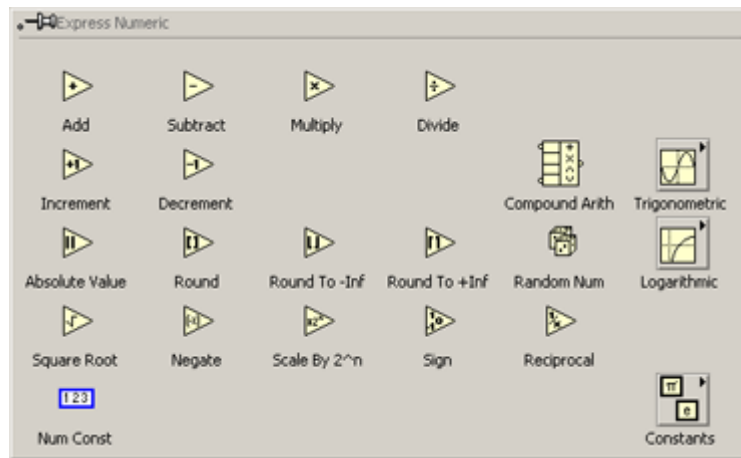 Express Numeric
Add Subtract Multiply Divide
Increment Decrement Compound Arith Trigonometric
Absolute Value Round Round To -Inf Round To +Inf Random Num Logarithmic
Square Root Negate Scale By 2^n Sign Reciprocal
123
Num Const Constants